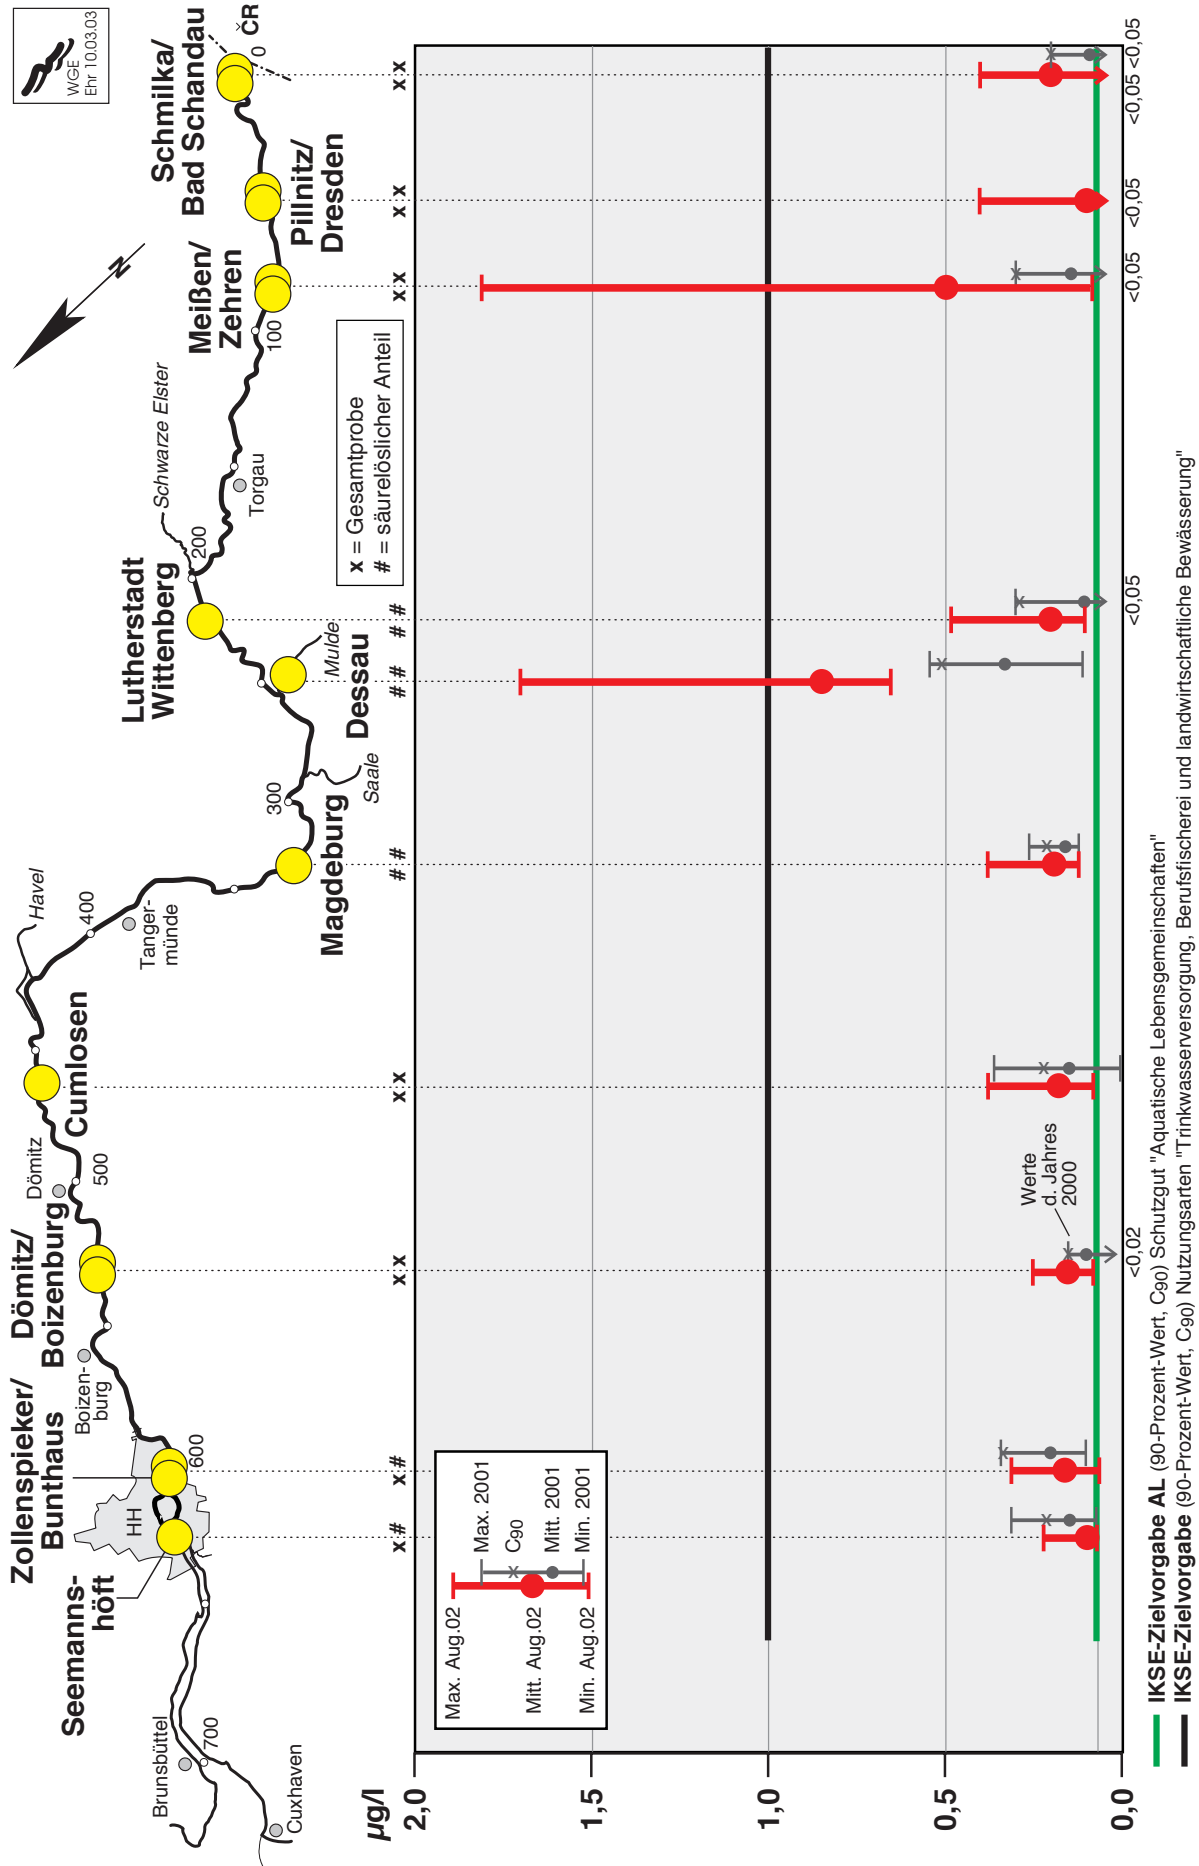 WGE
Ehr 10.03.03
Seemanns-
höft
Zollenspieker/
Bunthaus
Dömitz/
Boizenburg
Cumlosen
Magdeburg
Dessau
Lutherstadt
Wittenberg
Meißen/
Zehren
Pillnitz/
Dresden
Schmilka/
Bad Schandau
Cuxhaven
Brunsbüttel
700
HH
600
Boizen-
burg
Dömitz
500
Havel
400
Tanger-
münde
300
Saale
Mulde
Schwarze Elster
200
Torgau
100
N
0
ČR
x = Gesamtprobe
# = säurelöslicher Anteil
x #
x #
x x
x x
# #
# #
# #
x x
x x
x x
µg/l
2,0
1,5
1,0
0,5
0,0
Max. Aug.02
Mitt. Aug.02
Min. Aug.02
Max. 2001
C90
Mitt. 2001
Min. 2001
Werte
d. Jahres
2000
<0,02
<0,05
<0,05
<0,05
<0,05
<0,05
IKSE-Zielvorgabe AL (90-Prozent-Wert, C90) Schutzgut "Aquatische Lebensgemeinschaften"
IKSE-Zielvorgabe (90-Prozent-Wert, C90) Nutzungsarten "Trinkwasserversorgung, Berufsfischerei und landwirtschaftliche Bewässerung"